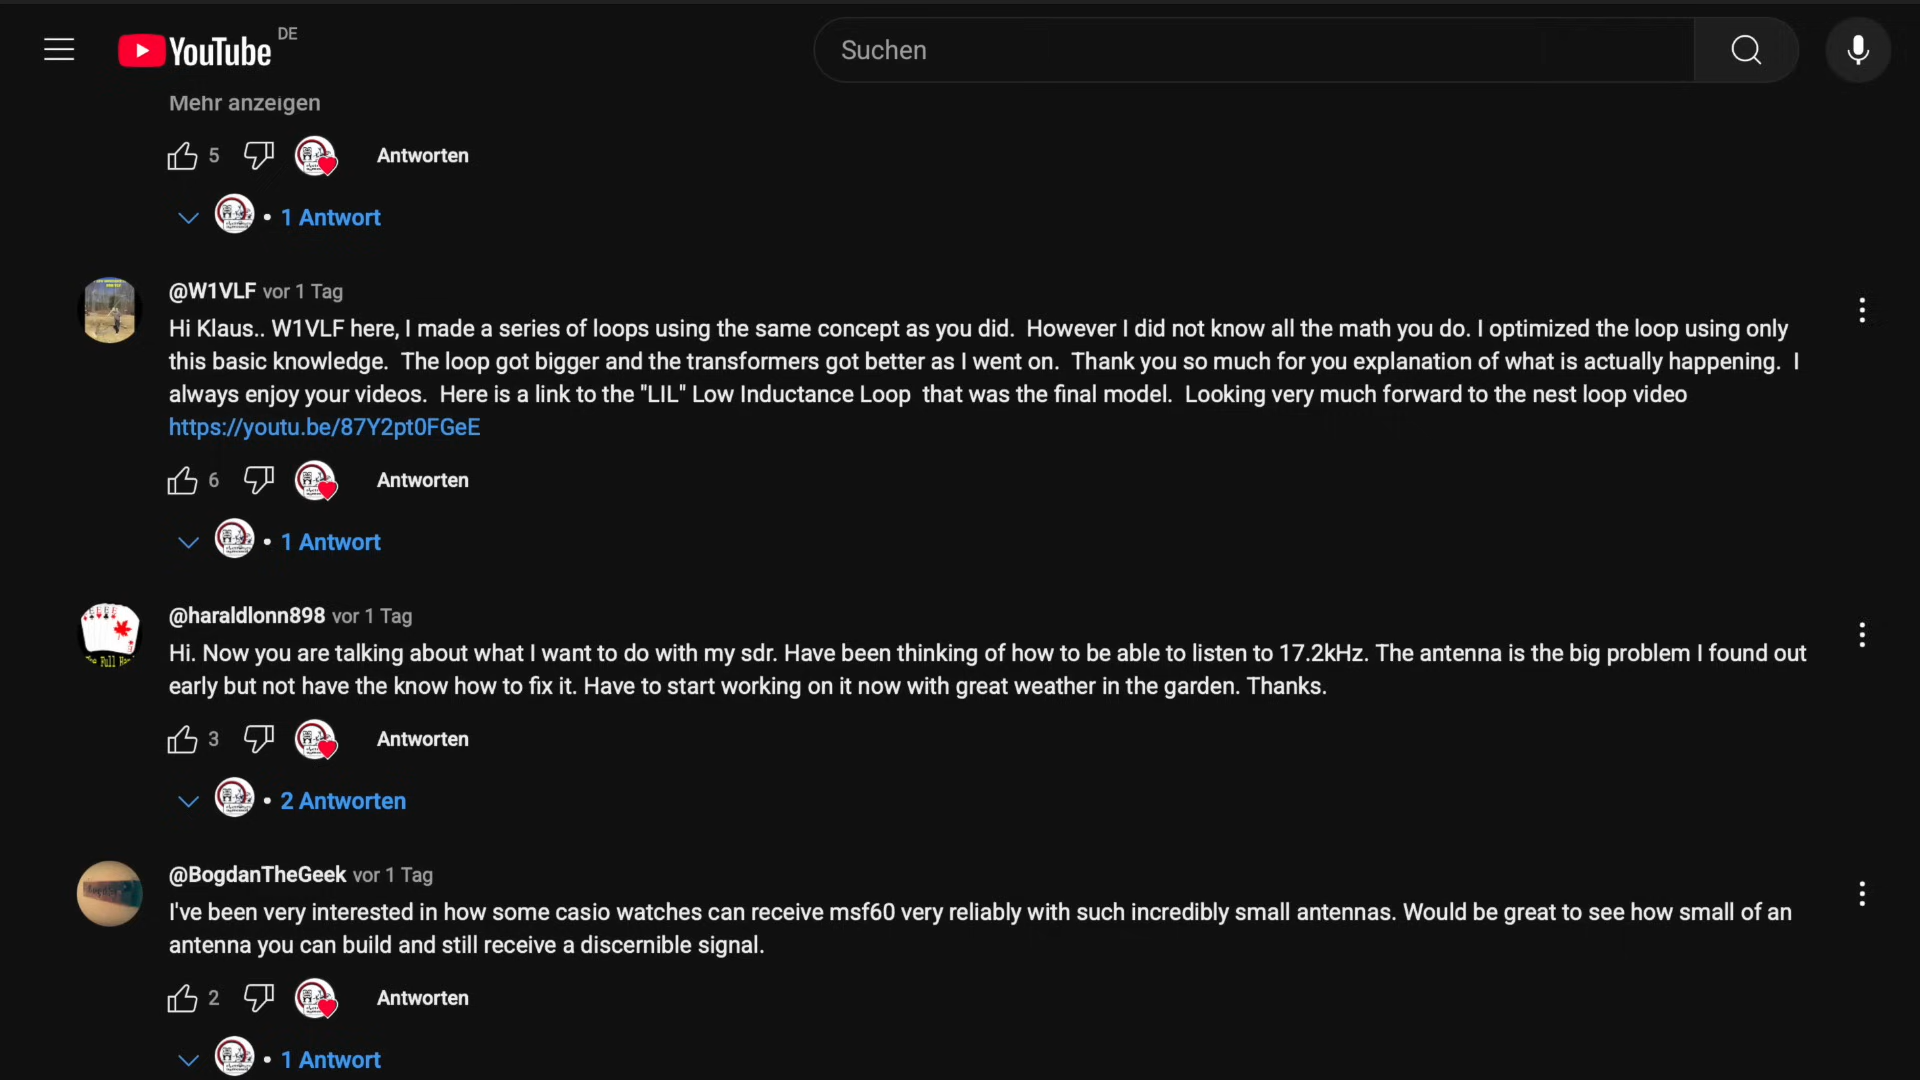 YouTube DE
Suchen
Mehr anzeigen
5 Antworten
• 1 Antwort
@W1VLF vor 1 Tag
Hi Klaus.. W1VLF here, I made a series of loops using the same concept as you did.  However I did not know all the math you do. I optimized the loop using only
this basic knowledge.  The loop got bigger and the transformers got better as I went on.  Thank you so much for you explanation of what is actually happening.  I
always enjoy your videos.  Here is a link to the "LIL" Low Inductance Loop  that was the final model.  Looking very much forward to the nest loop video
https://youtu.be/87Y2pt0FGeE
6 Antworten
• 1 Antwort
@haraldlonn898 vor 1 Tag
Hi. Now you are talking about what I want to do with my sdr. Have been thinking of how to be able to listen to 17.2kHz. The antenna is the big problem I found out
early but not have the know how to fix it. Have to start working on it now with great weather in the garden. Thanks.
3 Antworten
• 2 Antworten
@BogdanTheGeek vor 1 Tag
I've been very interested in how some casio watches can receive msf60 very reliably with such incredibly small antennas. Would be great to see how small of an
antenna you can build and still receive a discernible signal.
2 Antworten
• 1 Antwort